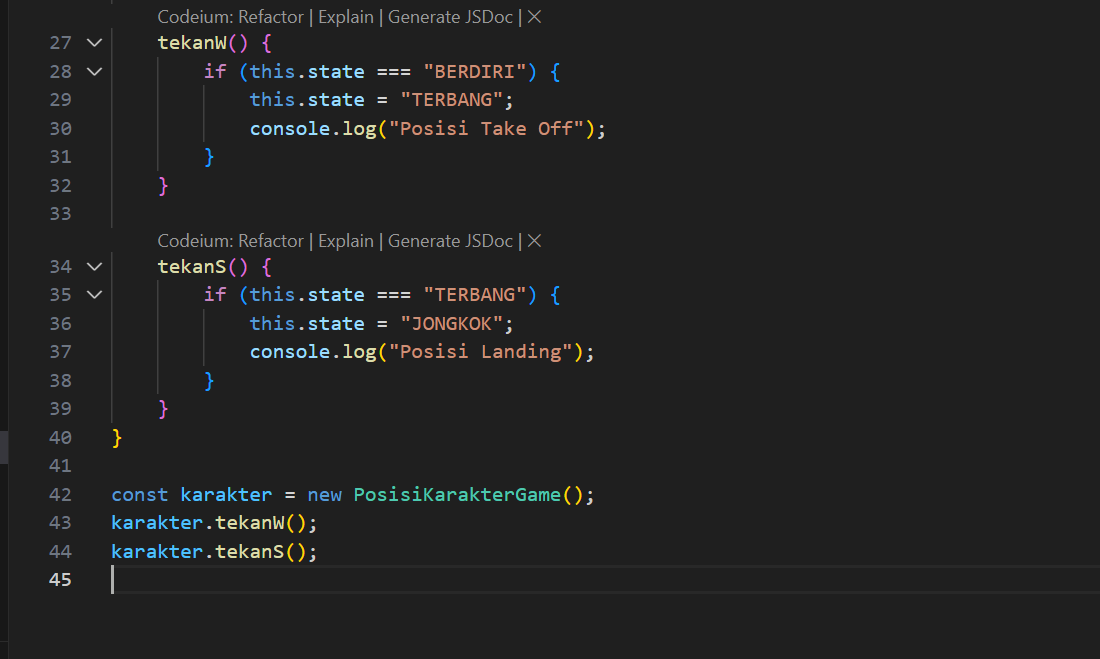 Codeium: Refactor | Explain | Generate JSDoc | ×
27 tekanW() {
28 if (this.state === "BERDIRI") {
29 this.state = "TERBANG";
30 console.log("Posisi Take Off");
31 }
32 }
33
Codeium: Refactor | Explain | Generate JSDoc | ×
34 tekanS() {
35 if (this.state === "TERBANG") {
36 this.state = "JONGKOK";
37 console.log("Posisi Landing");
38 }
39 }
40 }
41
42 const karakter = new PosisiKarakterGame();
43 karakter.tekanW();
44 karakter.tekanS();
45